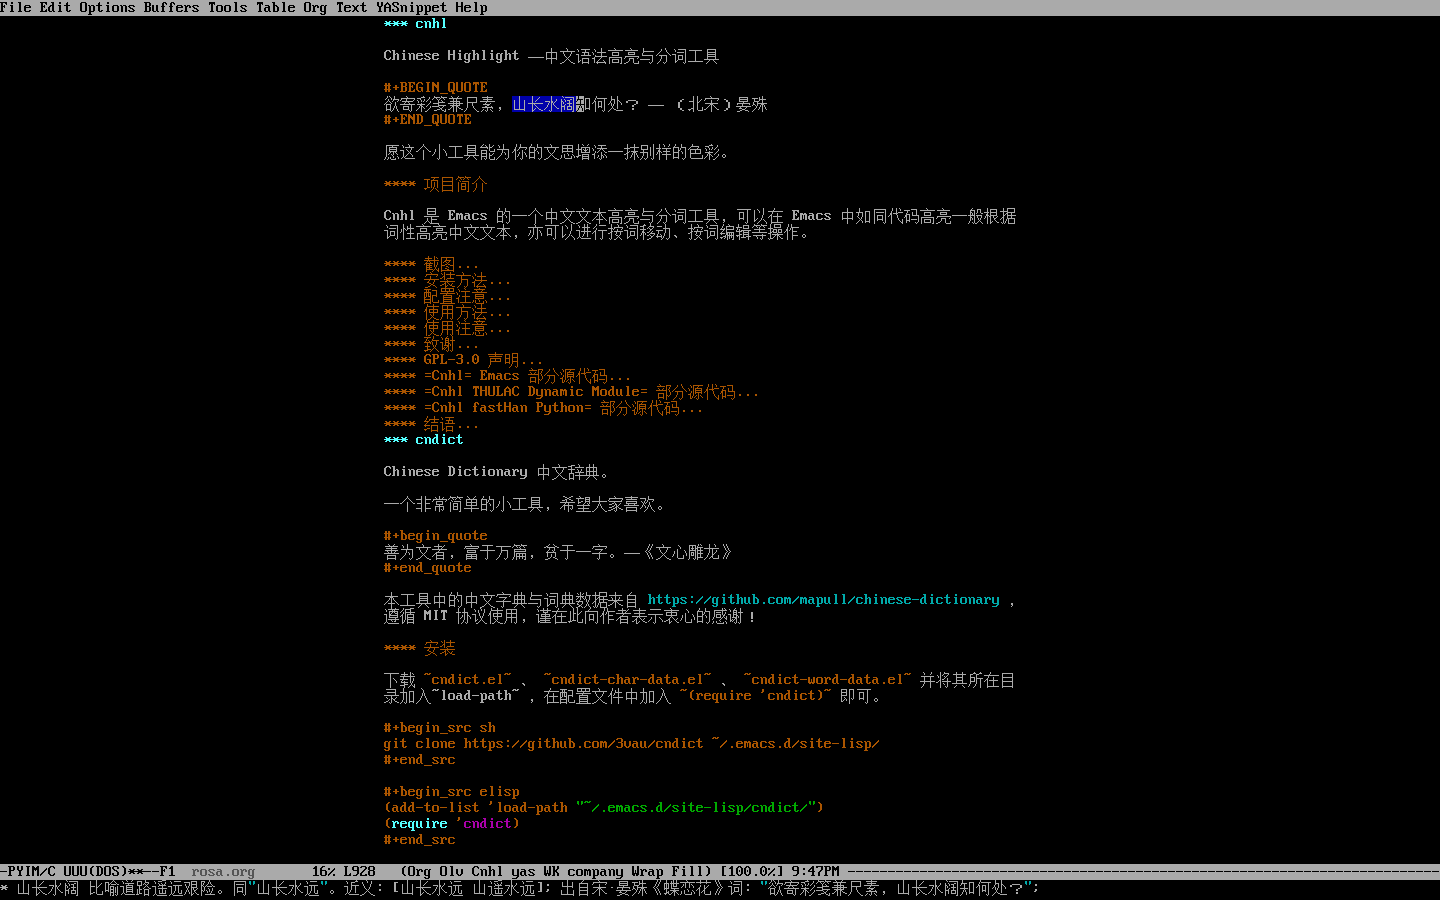 File Edit Options Buffers Tools Table Org Text YASnippet Help
*** cnhl
Chinese Highlight —中文语法高亮与分词工具
#+BEGIN_QUOTE
欲寄彩笺兼尺素，山长水阔知何处？ — （北宋）晏殊
#+END_QUOTE
愿这个小工具能为你的文思增添一抹别样的色彩。
**** 项目简介
Cnhl 是 Emacs 的一个中文文本高亮与分词工具，可以在 Emacs 中如同代码高亮一般根据
词性高亮中文文本，亦可以进行按词移动、按词编辑等操作。
**** 截图...
**** 安装方法...
**** 配置注意...
**** 使用方法...
**** 使用注意...
**** 致谢...
**** GPL-3.0 声明...
**** =Cnhl= Emacs 部分源代码...
**** =Cnhl THULAC Dynamic Module= 部分源代码...
**** =Cnhl fastHan Python= 部分源代码...
**** 结语...
*** cndict
Chinese Dictionary 中文辞典。
一个非常简单的小工具，希望大家喜欢。
#+begin_quote
善为文者，富于万篇，贫于一字。—《文心雕龙》
#+end_quote
本工具中的中文字典与词典数据来自 https://github.com/mapull/chinese-dictionary ，
遵循 MIT 协议使用，谨在此向作者表示衷心的感谢！
**** 安装
下载 ~cndict.el~ 、 ~cndict-char-data.el~ 、 ~cndict-word-data.el~ 并将其所在目
录加入~load-path~ ，在配置文件中加入 ~(require 'cndict)~ 即可。
#+begin_src sh
git clone https://github.com/3vau/cndict ~/.emacs.d/site-lisp/
#+end_src
#+begin_src elisp
(add-to-list 'load-path "~/.emacs.d/site-lisp/cndict/")
(require 'cndict)
#+end_src
-PYIM/C UUU(DOS)**--F1  rosa.org       16% L928   (Org Olv Cnhl yas WK company Wrap Fill) [100.0%] 9:47PM --------------------------------------------------------------------------
* 山长水阔 比喻道路遥远艰险。同"山长水远"。近义: [山长水远 山遥水远]; 出自宋·晏殊《蝶恋花》词: "欲寄彩笺兼尺素，山长水阔知何处？";